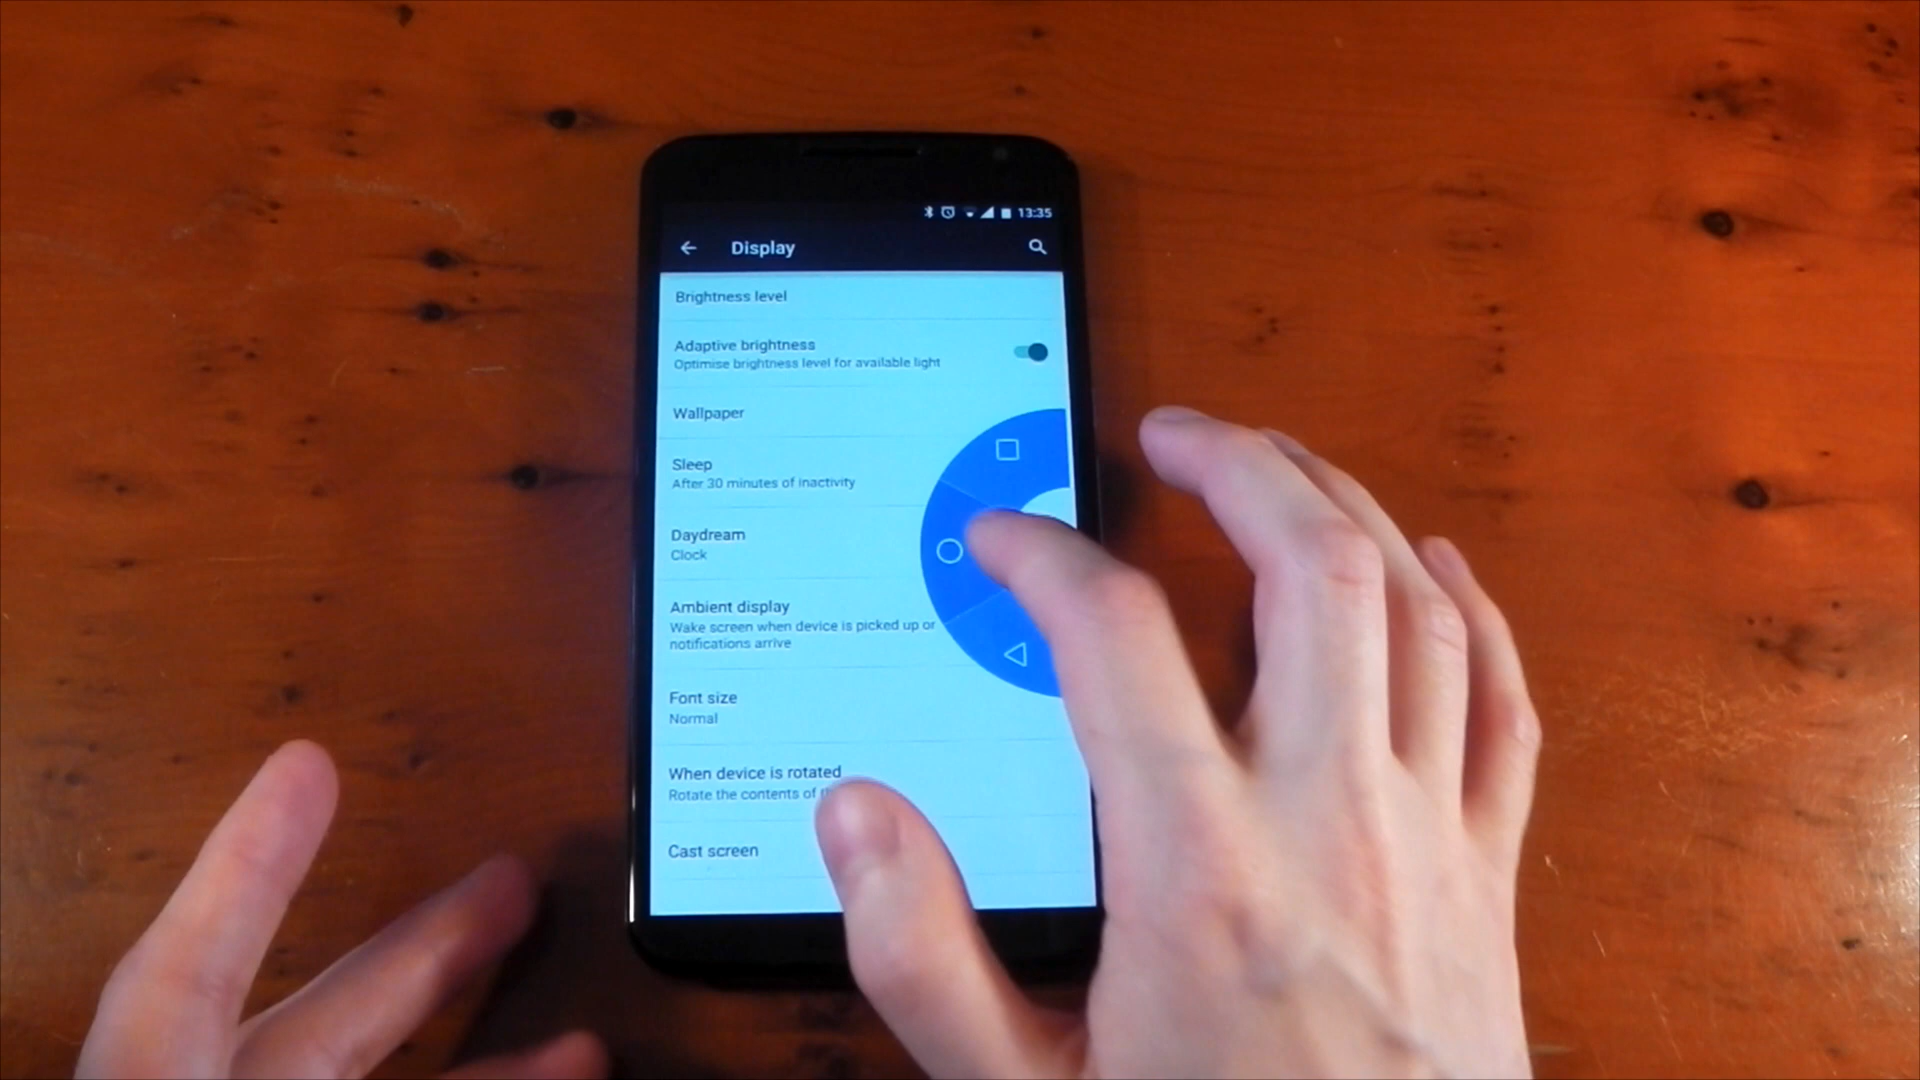 13:35
Display
Brightness level
Adaptive brightness
Optimise brightness level for available light
Wallpaper
Sleep
After 30 minutes of inactivity
Daydream
Clock
Ambient display
Wake screen when device is picked up or
notifications arrive
Font size
Normal
When device is rotated
Rotate the contents of
Cast screen